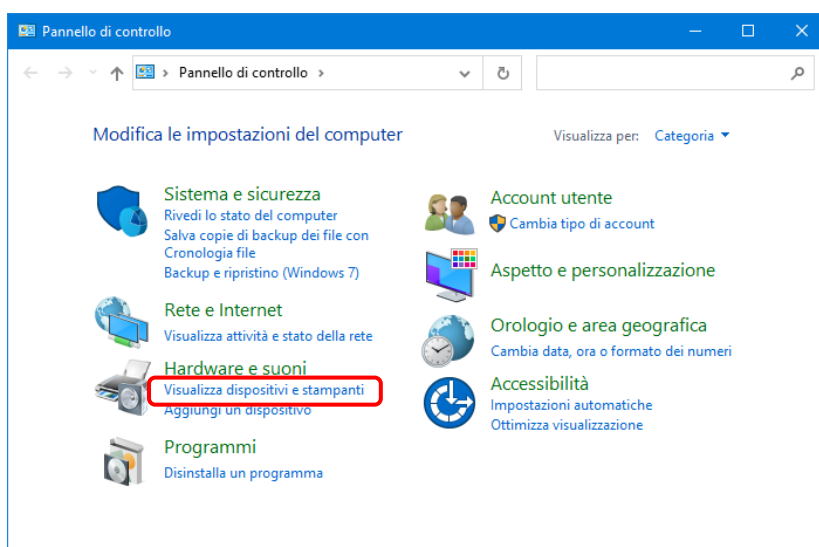 Pannello di controllo
Pannello di controllo
Modifica le impostazioni del computer
Visualizza per: Categoria
Sistema e sicurezza
Rivedi lo stato del computer
Salva copie di backup dei file con
Cronologia file
Backup e ripristino (Windows 7)
Rete e Internet
Visualizza attività e stato della rete
Hardware e suoni
Visualizza dispositivi e stampanti
Aggiungi un dispositivo
Programmi
Disinstalla un programma
Account utente
Cambia tipo di account
Aspetto e personalizzazione
Orologio e area geografica
Cambia data, ora o formato dei numeri
Accessibilità
Impostazioni automatiche
Ottimizza visualizzazione